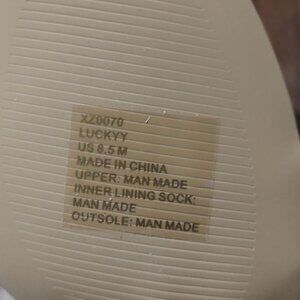 XZ0070
LUCKYY
US 8.5 M
MADE IN CHINA
UPPER: MAN MADE
INNER LINING SOCK:
MAN MADE
OUTSOLE: MAN MADE